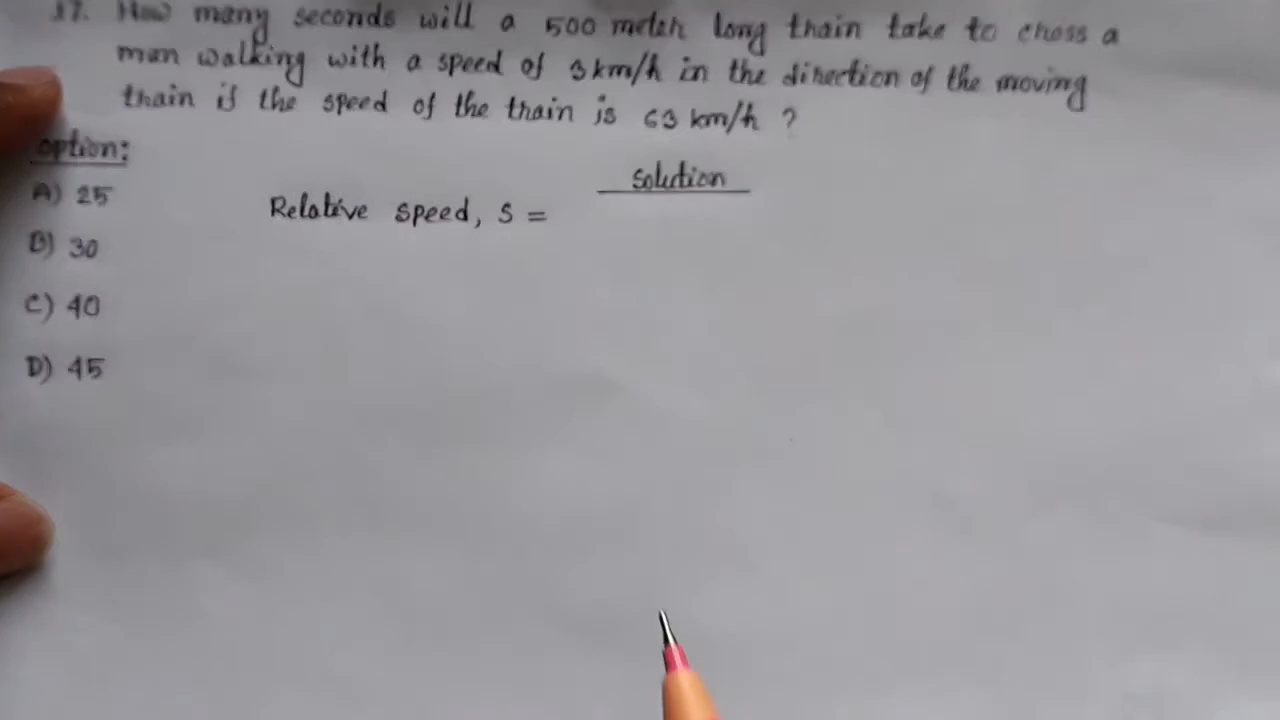 17. How many seconds will a 500 meter long train take to cross a
man walking with a speed of 3 km/h in the direction of the moving
train if the speed of the train is 63 km/h ?
option:
A) 25
B) 30
C) 40
D) 45
Solution
Relative speed, S =